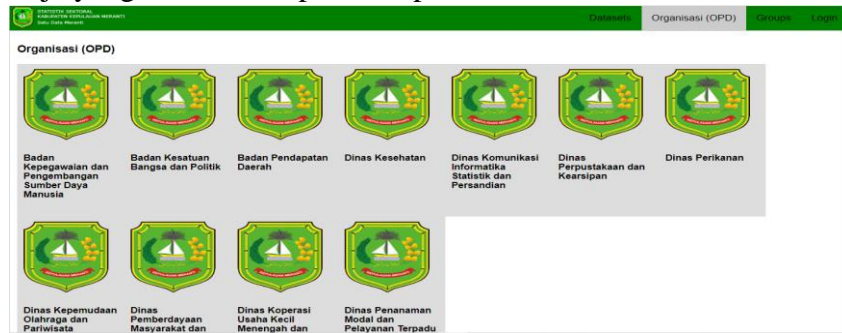 STATISTIK SEKTORAL
KABUPATEN KEPULAUAN MERANTI
Satu Data Meranti
Datasets
Organisasi (OPD)
Groups
Login
Organisasi (OPD)
Badan
Kepegawaian dan
Pengembangan
Sumber Daya
Manusia
Badan Kesatuan
Bangsa dan Politik
Badan Pendapatan
Daerah
Dinas Kesehatan
Dinas Komunikasi
Informatika
Statistik dan
Persandian
Dinas
Perpustakaan dan
Kearsipan
Dinas Perikanan
Dinas Kepemudaan
Olahraga dan
Pariwisata
Dinas
Pemberdayaan
Masyarakat dan
Dinas Koperasi
Usaha Kecil
Menengah dan
Dinas Penanaman
Modal dan
Pelayanan Terpadu